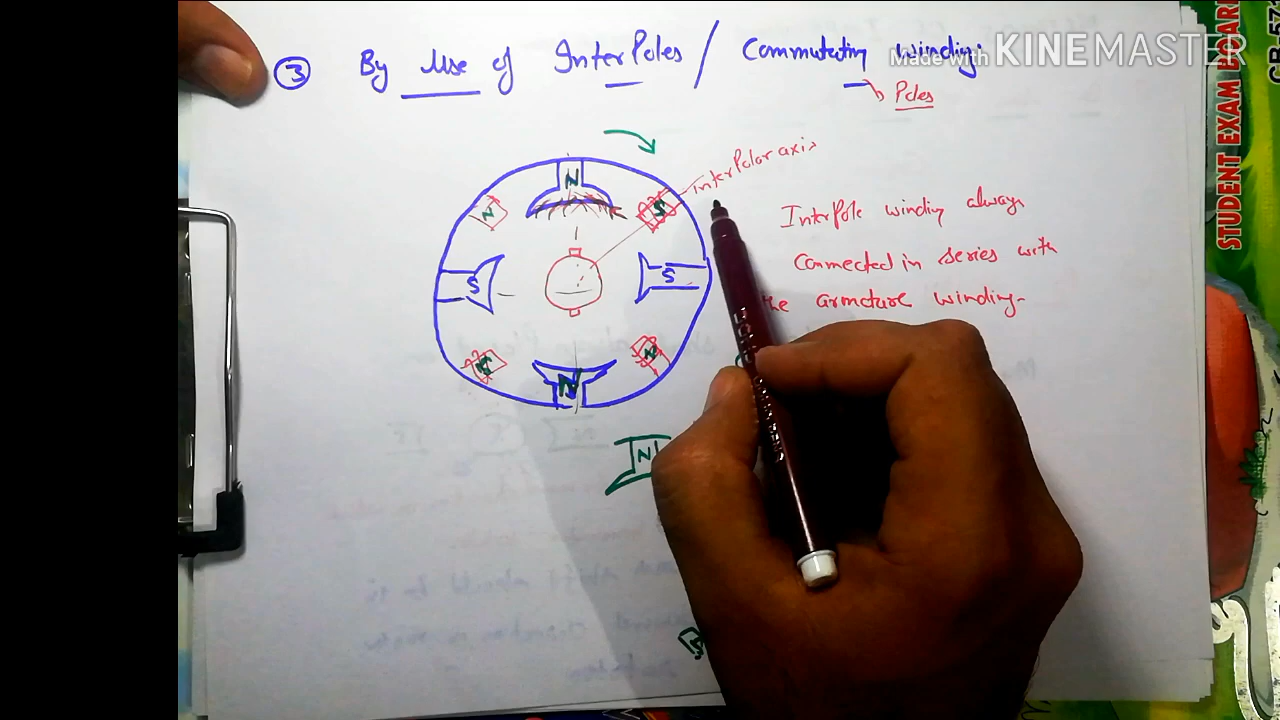 ③ By Use of InterPoles / Commutating winding.
Made with KINEMASTER
Poles
interPolar axis
N
N
S
S
S
N
N
N
InterPole winding always
Connected in series with
the armature winding.
STUDENT EXAM BOARD